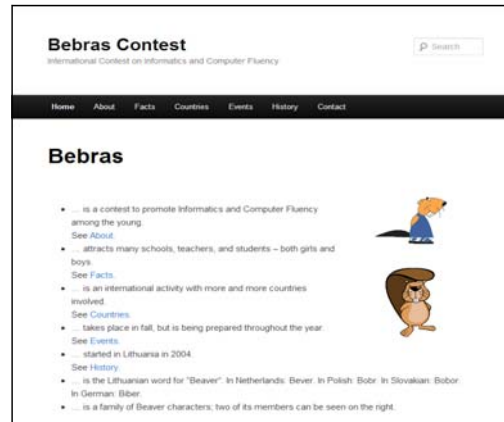 Bebras Contest
International Contest on Informatics and Computer Fluency
Search
Home About Facts Countries Events History Contact
Bebras
... is a contest to promote Informatics and Computer Fluency
among the young.
See About.
... attracts many schools, teachers, and students – both girls and
boys.
See Facts.
... is an international activity with more and more countries
involved.
See Countries.
... takes place in fall, but is being prepared throughout the year.
See Events.
... started in Lithuania in 2004.
See History.
... is the Lithuanian word for "Beaver". In Netherlands: Bever. In Polish: Bobr. In Slovakian: Bobor.
In German: Biber.
... is a family of Beaver characters; two of its members can be seen on the right.